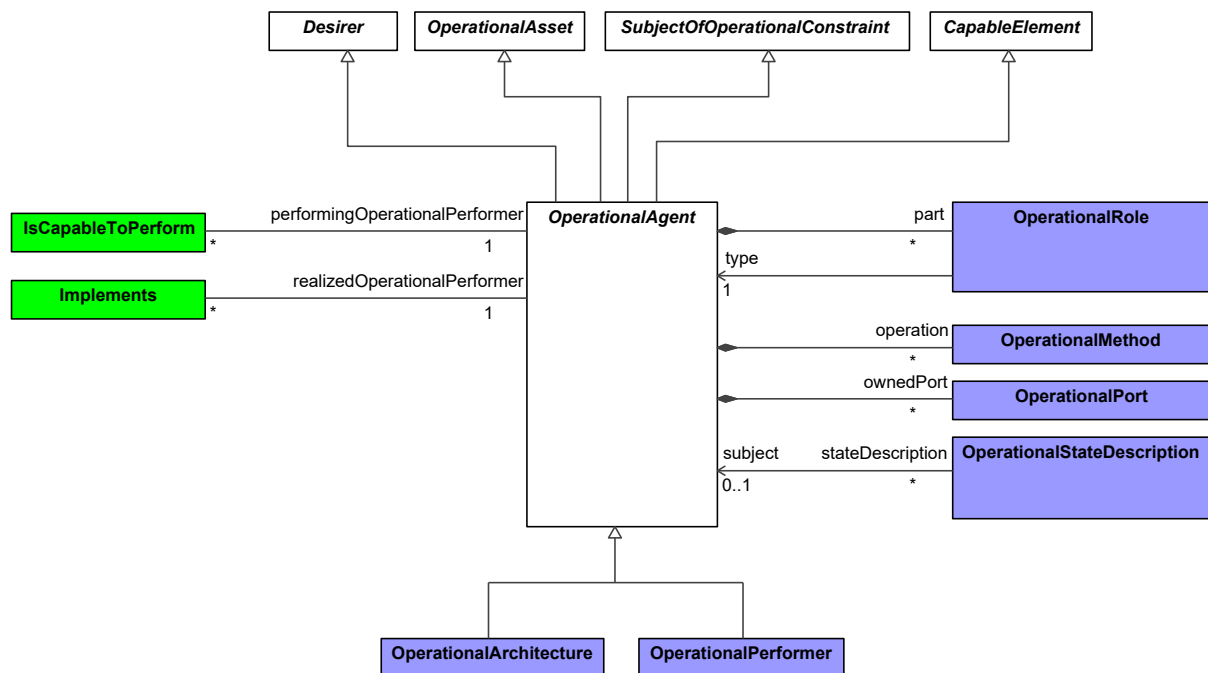 Desirer
OperationalAsset
SubjectOfOperationalConstraint
CapableElement
performingOperationalPerformer
IsCapableToPerform
*
1
realizedOperationalPerformer
Implements
*
1
OperationalAgent
part
OperationalRole
*
type
1
operation
OperationalMethod
*
ownedPort
OperationalPort
*
subject
stateDescription
OperationalStateDescription
0..1
*
OperationalArchitecture
OperationalPerformer